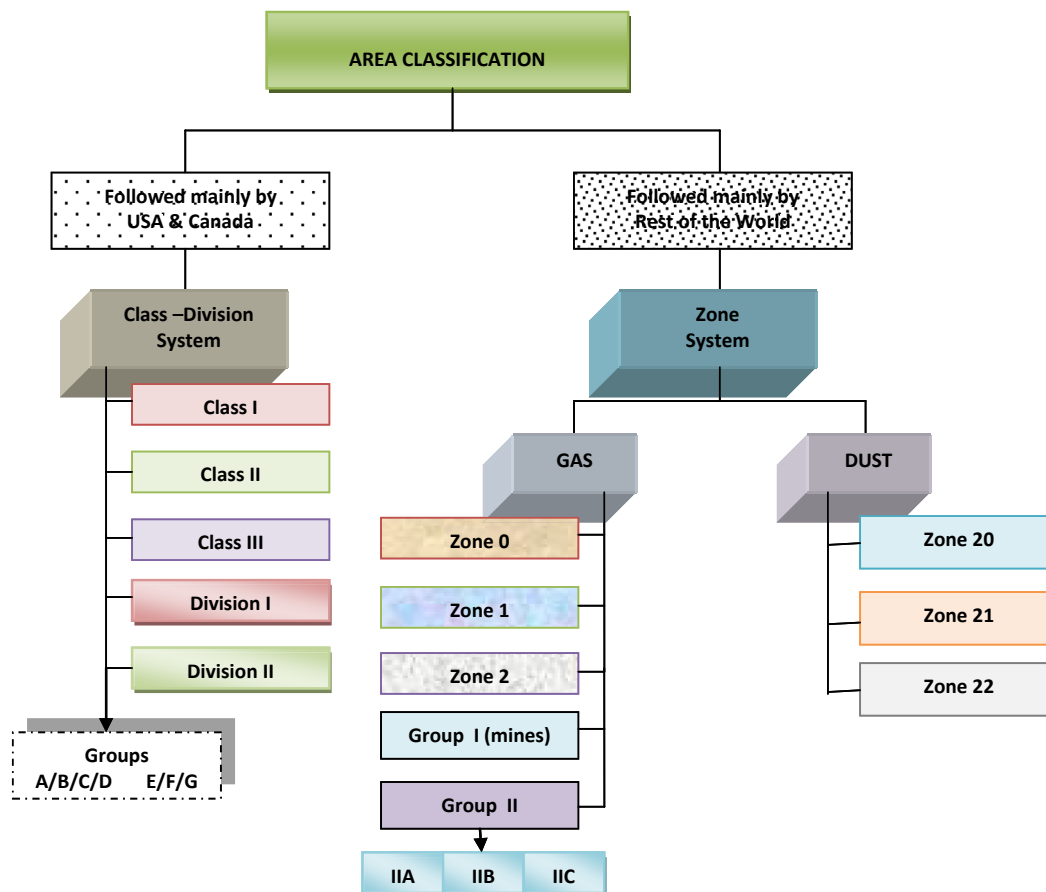 AREA CLASSIFICATION
Followed mainly by
USA & Canada
Followed mainly by
Rest of the World
Class –Division
System
Zone
System
Class I
Class II
Class III
Division I
Division II
Groups
A/B/C/D E/F/G
GAS
Zone 0
Zone 1
Zone 2
Group I (mines)
Group II
IIA IIB IIC
DUST
Zone 20
Zone 21
Zone 22